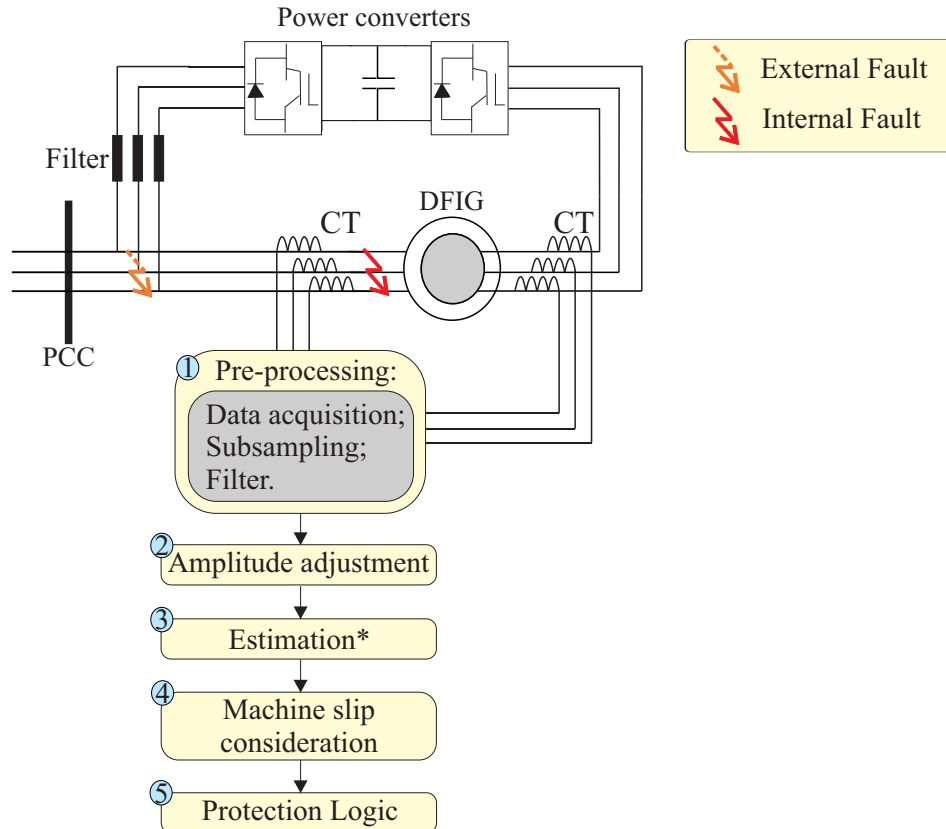 Power converters
External Fault
Internal Fault
Filter
DFIG
CT
CT
PCC
1
Pre-processing:
Data acquisition;
Subsampling;
Filter.
2
Amplitude adjustment
3
Estimation*
4
Machine slip
consideration
5
Protection Logic